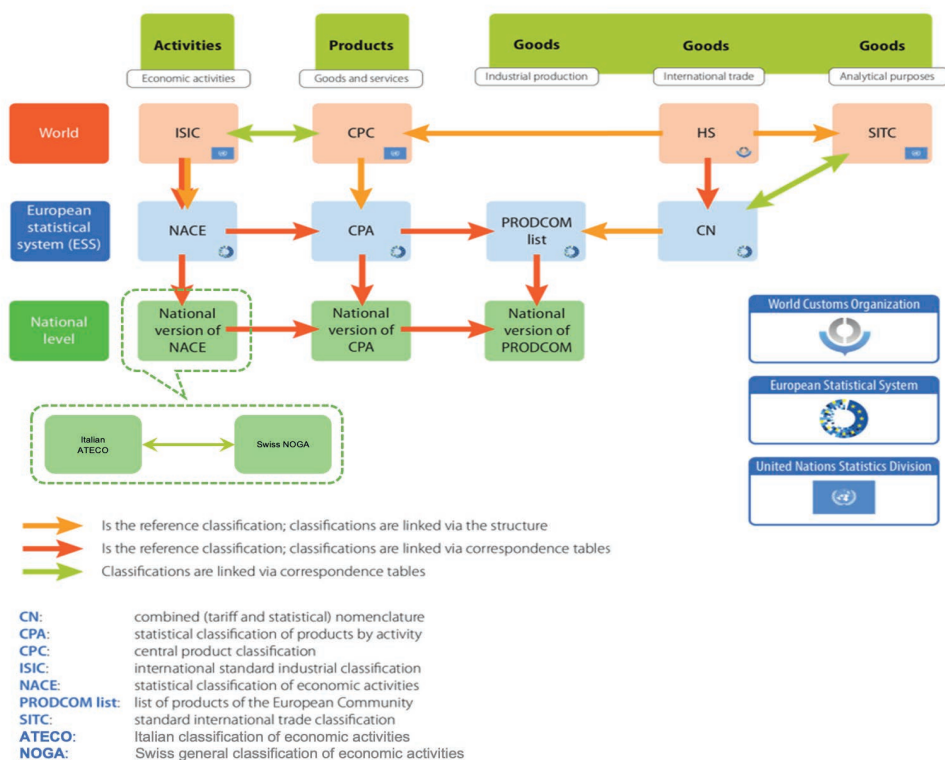 Activities
Products
Goods
Goods
Goods
Economic activities
Goods and services
Industrial production
International trade
Analytical purposes
World
ISIC
CPC
HS
SITC
European
statistical
system (ESS)
NACE
CPA
PRODCOM
list
CN
National
level
National
version of
NACE
National
version of
CPA
National
version of
PRODCOM
World Customs Organization
European Statistical System
United Nations Statistics Division
Italian
ATECO
Swiss NOGA
Is the reference classification; classifications are linked via the structure
Is the reference classification; classifications are linked via correspondence tables
Classifications are linked via correspondence tables
CN: combined (tariff and statistical) nomenclature
CPA: statistical classification of products by activity
CPC: central product classification
ISIC: international standard industrial classification
NACE: statistical classification of economic activities
PRODCOM list: list of products of the European Community
SITC: standard international trade classification
ATECO: Italian classification of economic activities
NOGA: Swiss general classification of economic activities